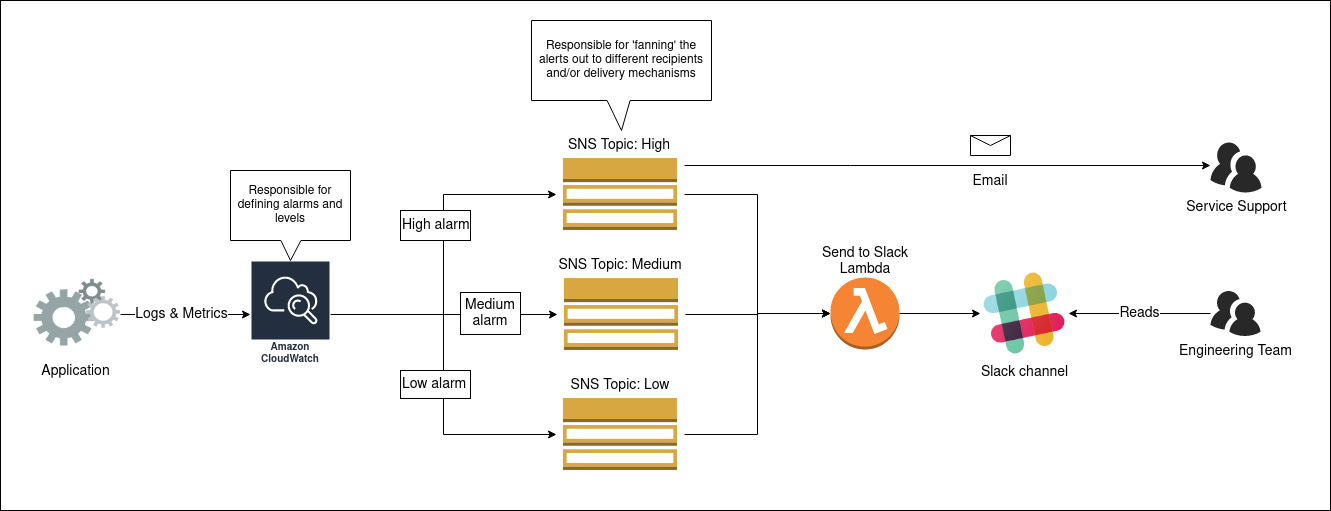 Responsible for 'fanning' the
alerts out to different recipients
and/or delivery mechanisms
SNS Topic: High
Email
Service Support
Responsible for
defining alarms and
levels
High alarm
SNS Topic: Medium
Send to Slack
Lambda
Logs & Metrics
Medium
alarm
Reads
Amazon
CloudWatch
Application
Engineering Team
Slack channel
Low alarm
SNS Topic: Low